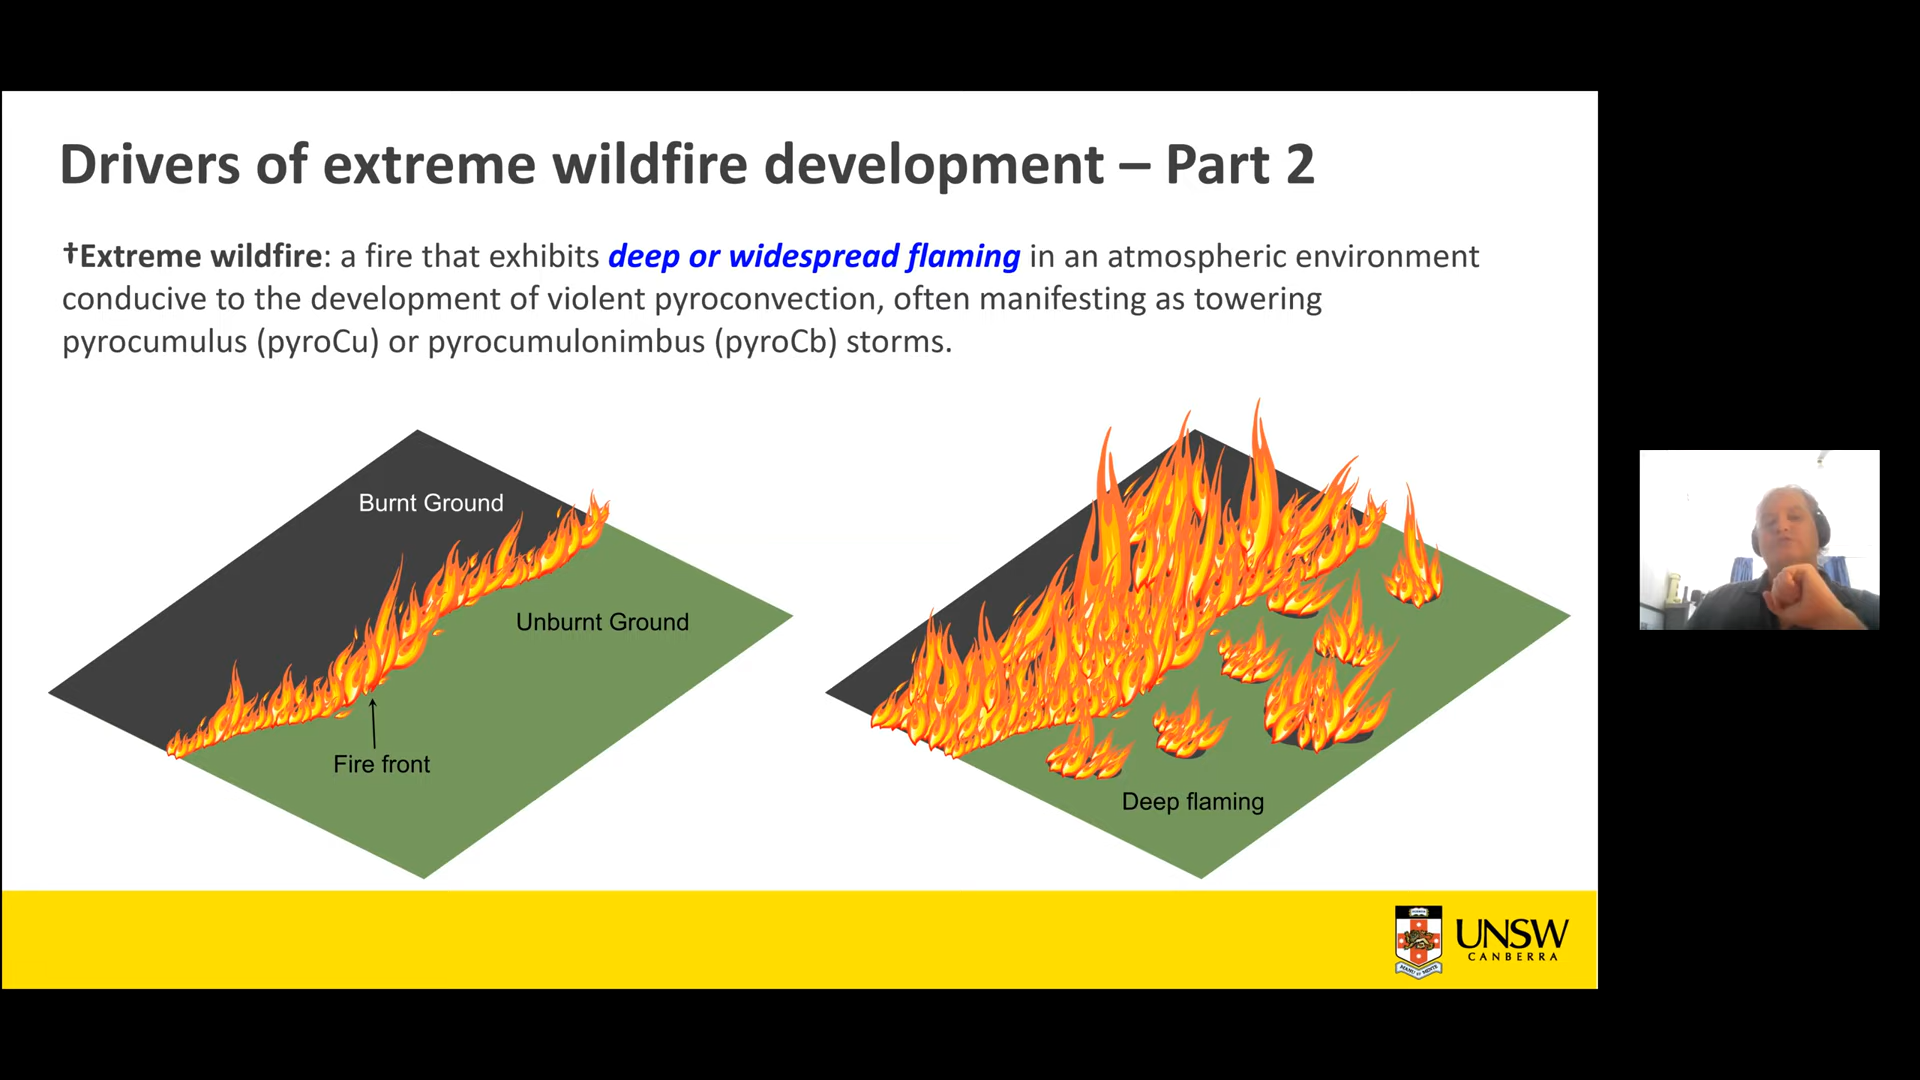 Drivers of extreme wildfire development – Part 2
†Extreme wildfire: a fire that exhibits deep or widespread flaming in an atmospheric environment
conducive to the development of violent pyroconvection, often manifesting as towering
pyrocumulus (pyroCu) or pyrocumulonimbus (pyroCb) storms.
Burnt Ground
Unburnt Ground
Fire front
Deep flaming
UNSW
CANBERRA